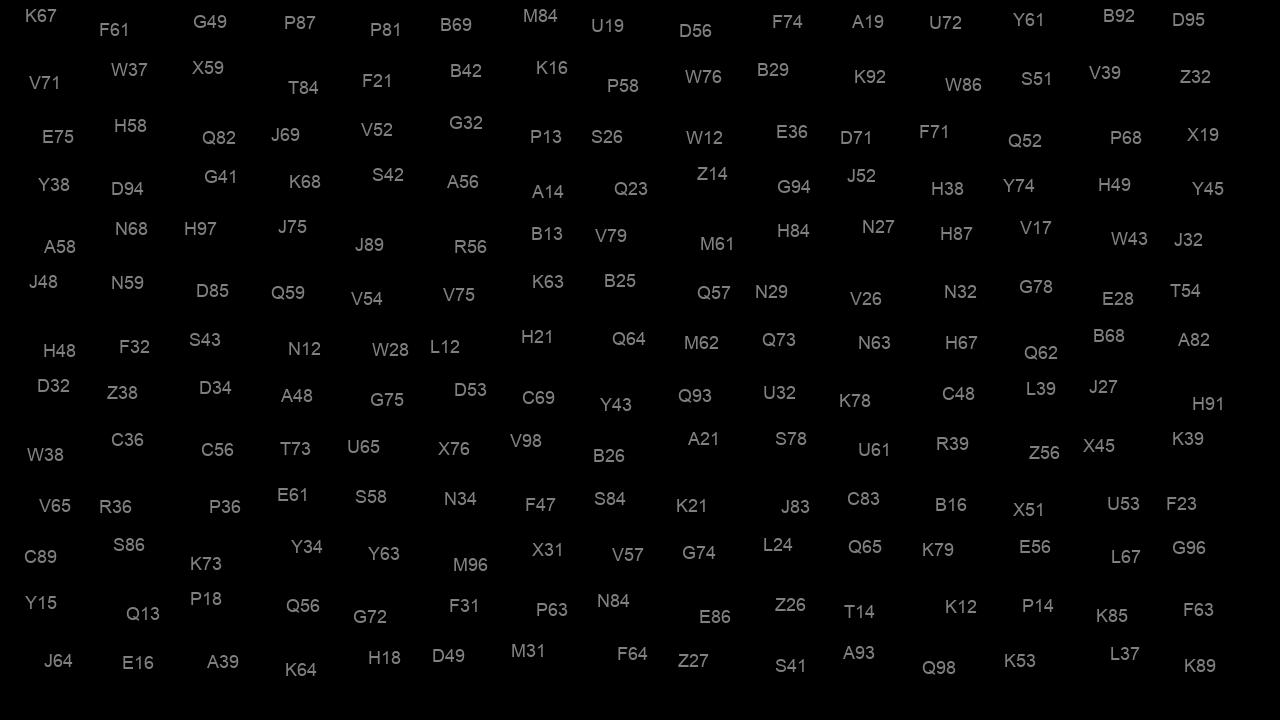 K67 F61 G49 P87 P81 B69 M84 U19 D56 F74 A19 U72 Y61 B92 D95
V71 W37 X59 T84 F21 B42 K16 P58 W76 B29 K92 W86 S51 V39 Z32
E75 H58 Q82 J69 V52 G32 P13 S26 W12 E36 D71 F71 Q52 P68 X19
Y38 D94 G41 K68 S42 A56 A14 Q23 Z14 G94 J52 H38 Y74 H49 Y45
A58 N68 H97 J75 J89 R56 B13 V79 M61 H84 N27 H87 V17 W43 J32
J48 N59 D85 Q59 V54 V75 K63 B25 Q57 N29 V26 N32 G78 E28 T54
H48 F32 S43 N12 W28 L12 H21 Q64 M62 Q73 N63 H67 Q62 B68 A82
D32 Z38 D34 A48 G75 D53 C69 Y43 Q93 U32 K78 C48 L39 J27 H91
W38 C36 C56 T73 U65 X76 V98 B26 A21 S78 U61 R39 Z56 X45 K39
V65 R36 P36 E61 S58 N34 F47 S84 K21 J83 C83 B16 X51 U53 F23
C89 S86 K73 Y34 Y63 M96 X31 V57 G74 L24 Q65 K79 E56 L67 G96
Y15 Q13 P18 Q56 G72 F31 P63 N84 E86 Z26 T14 K12 P14 K85 F63
J64 E16 A39 K64 H18 D49 M31 F64 Z27 S41 A93 Q98 K53 L37 K89